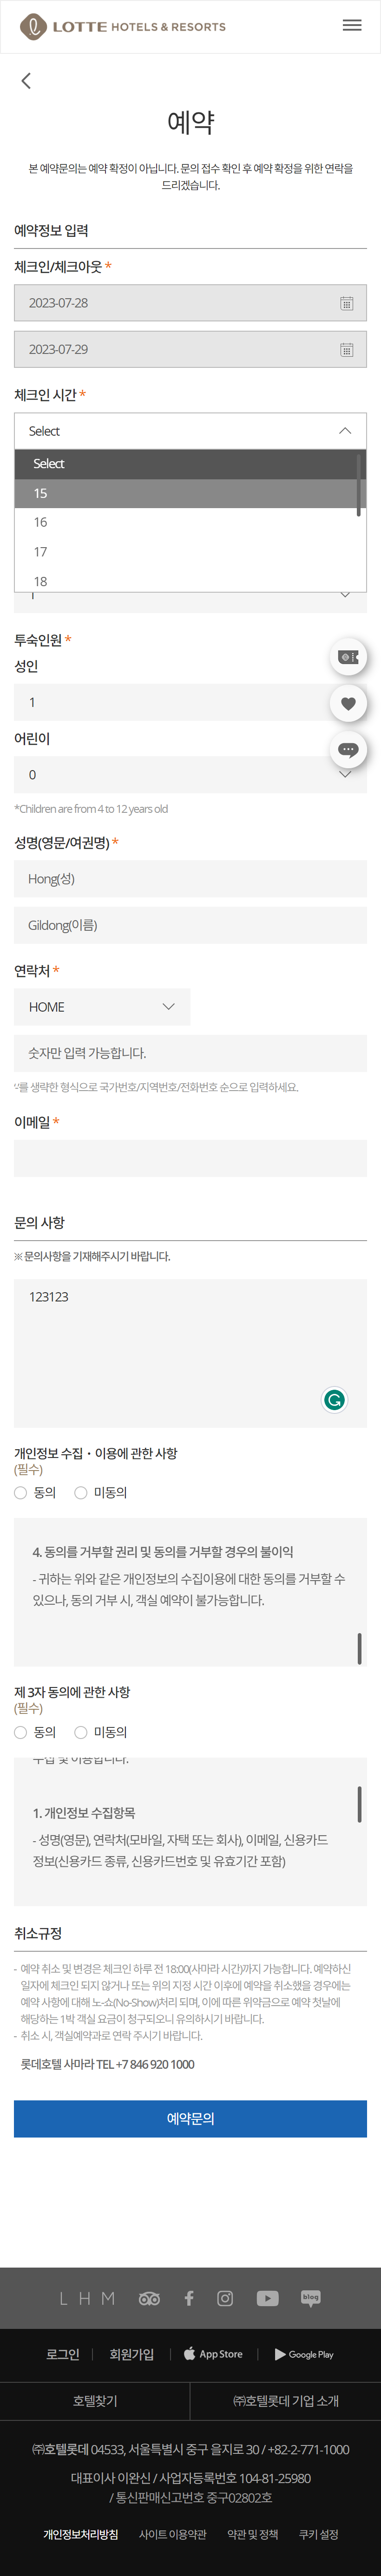 LOTTE HOTELS & RESORTS
예약
본 예약문의는 예약 확정이 아닙니다. 문의 접수 확인 후 예약 확정을 위한 연락을
드리겠습니다.
예약정보 입력
체크인/체크아웃 *
2023-07-28
2023-07-29
체크인 시간 *
Select
Select
15
16
17
18
투숙인원 *
성인
1
어린이
0
*Children are from 4 to 12 years old
성명(영문/여권명) *
Hong(성)
Gildong(이름)
연락처 *
HOME
숫자만 입력 가능합니다.
'-'를 생략한 형식으로 국가번호/지역번호/전화번호 순으로 입력하세요.
이메일 *
문의 사항
※ 문의사항을 기재해주시기 바랍니다.
123123
개인정보 수집・이용에 관한 사항
(필수)
동의 미동의
4. 동의를 거부할 권리 및 동의를 거부할 경우의 불이익
- 귀하는 위와 같은 개인정보의 수집이용에 대한 동의를 거부할 수
있으나, 동의 거부 시, 객실 예약이 불가능합니다.
제 3자 동의에 관한 사항
(필수)
동의 미동의
수집 및 이용합니다.
1. 개인정보 수집항목
- 성명(영문), 연락처(모바일, 자택 또는 회사), 이메일, 신용카드
정보(신용카드 종류, 신용카드번호 및 유효기간 포함)
취소규정
- 예약 취소 및 변경은 체크인 하루 전 18:00(사마라 시간)까지 가능합니다. 예약하신
일자에 체크인 되지 않거나 또는 위의 지정 시간 이후에 예약을 취소했을 경우에는
예약 사항에 대해 노-쇼(No-Show)처리 되며, 이에 따른 위약금으로 예약 첫날에
해당하는 1박 객실 요금이 청구되오니 유의하시기 바랍니다.
- 취소 시, 객실예약과로 연락 주시기 바랍니다.
롯데호텔 사마라 TEL +7 846 920 1000
예약문의
L H M blog
로그인 회원가입 App Store Google Play
호텔찾기 ㈜호텔롯데 기업 소개
㈜호텔롯데 04533, 서울특별시 중구 을지로 30 / +82-2-771-1000
대표이사 이완신 / 사업자등록번호 104-81-25980
/ 통신판매신고번호 중구02802호
개인정보처리방침 사이트 이용약관 약관 및 정책 쿠키 설정